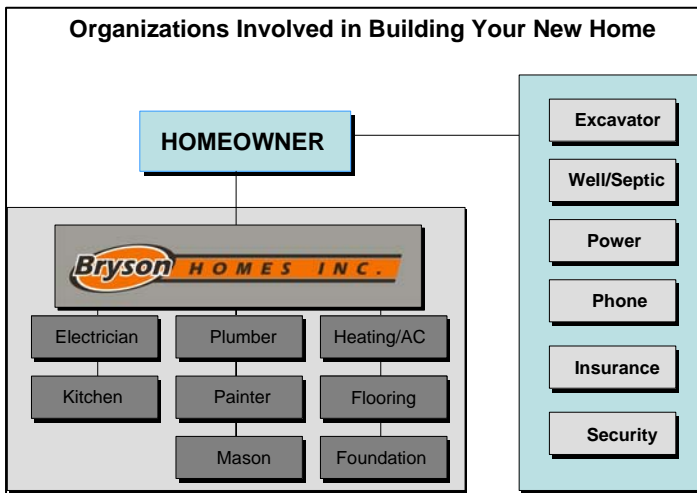 Organizations Involved in Building Your New Home
HOMEOWNER
Bryson HOMES INC.
Electrician
Plumber
Heating/AC
Kitchen
Painter
Flooring
Mason
Foundation
Excavator
Well/Septic
Power
Phone
Insurance
Security